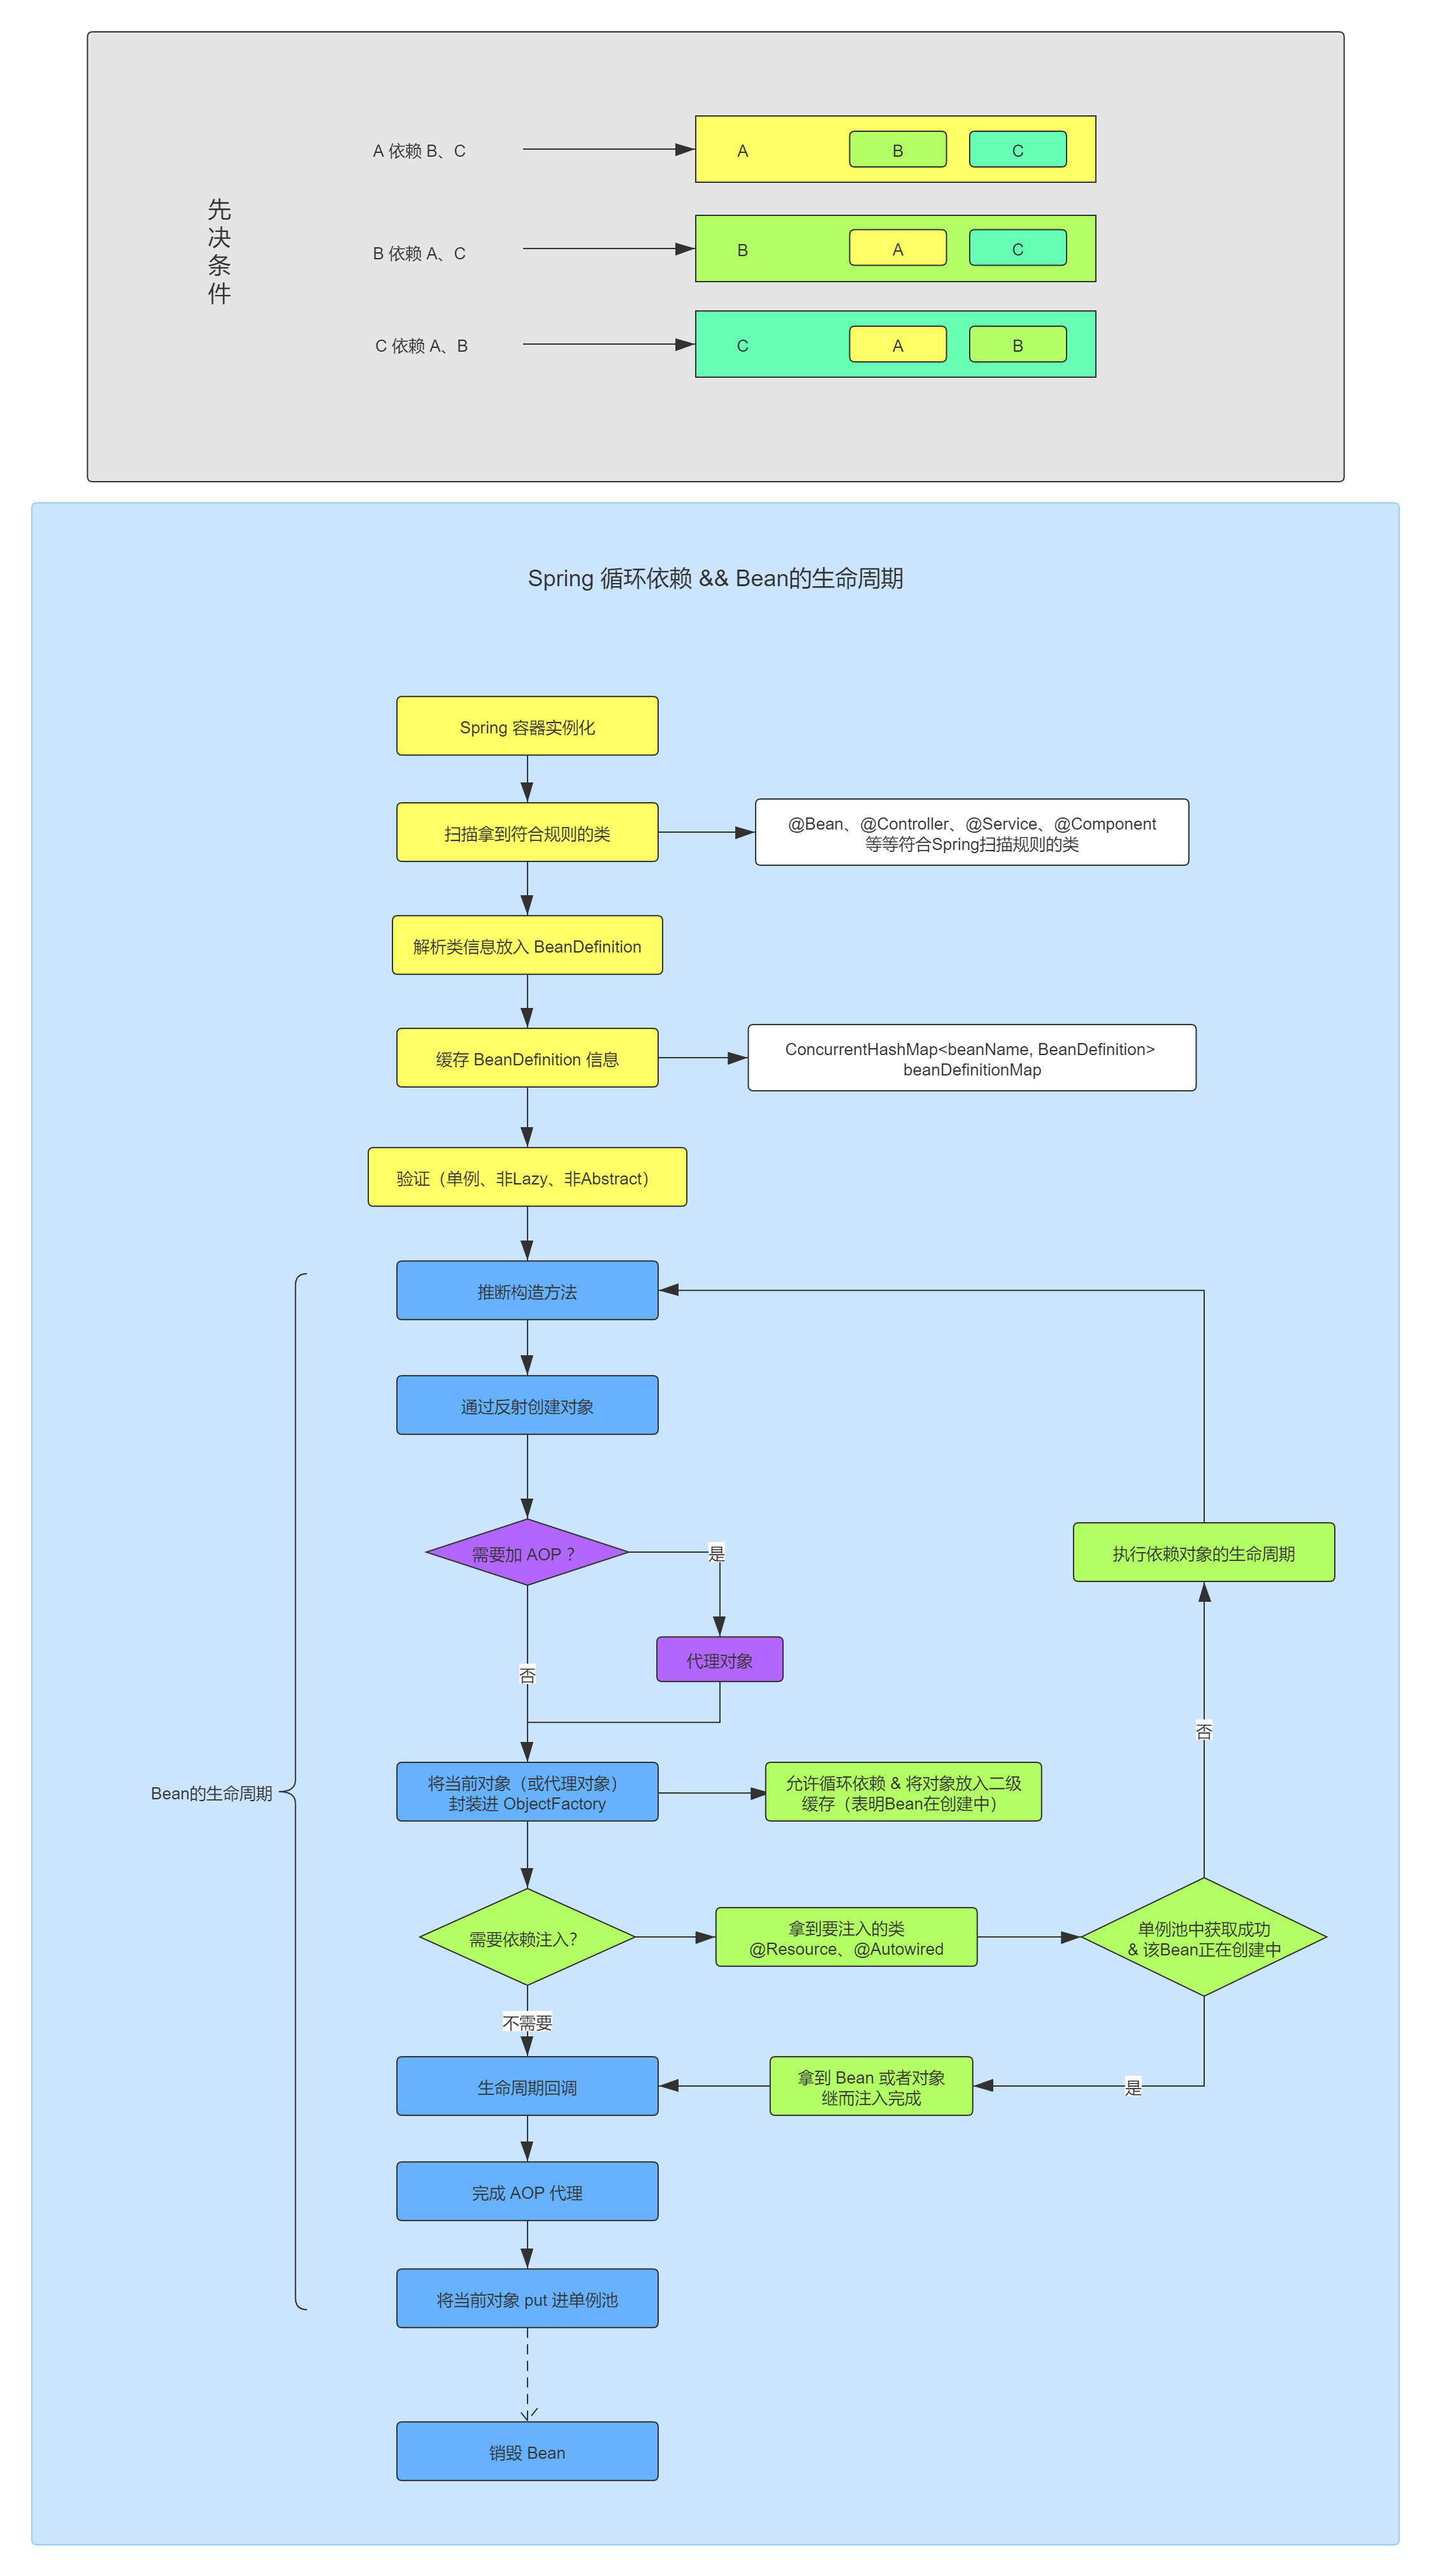 先
决
条
件
A 依赖 B、C
A
B
C
B 依赖 A、C
B
A
C
C 依赖 A、B
C
A
B
Spring 循环依赖 && Bean的生命周期
Spring 容器实例化
扫描拿到符合规则的类
@Bean、@Controller、@Service、@Component
等等符合Spring扫描规则的类
解析类信息放入 BeanDefinition
缓存 BeanDefinition 信息
ConcurrentHashMap<beanName, BeanDefinition>
beanDefinitionMap
验证（单例、非Lazy、非Abstract）
推断构造方法
通过反射创建对象
需要加 AOP？
是
执行依赖对象的生命周期
代理对象
否
否
Bean的生命周期
将当前对象（或代理对象）
封装进 ObjectFactory
允许循环依赖 & 将对象放入二级
缓存（表明Bean在创建中）
需要依赖注入？
拿到要注入的类
@Resource、@Autowired
单例池中获取成功
& 该Bean正在创建中
不需要
生命周期回调
拿到 Bean 或者对象
继而注入完成
是
完成 AOP 代理
将当前对象 put 进单例池
销毁 Bean